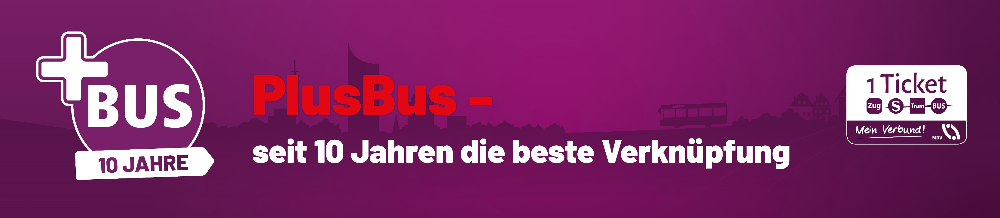 BUS
10 JAHRE
PlusBus –
seit 10 Jahren die beste Verknüpfung
1 Ticket
Zug S Tram BUS
Mein Verbund!
MDV